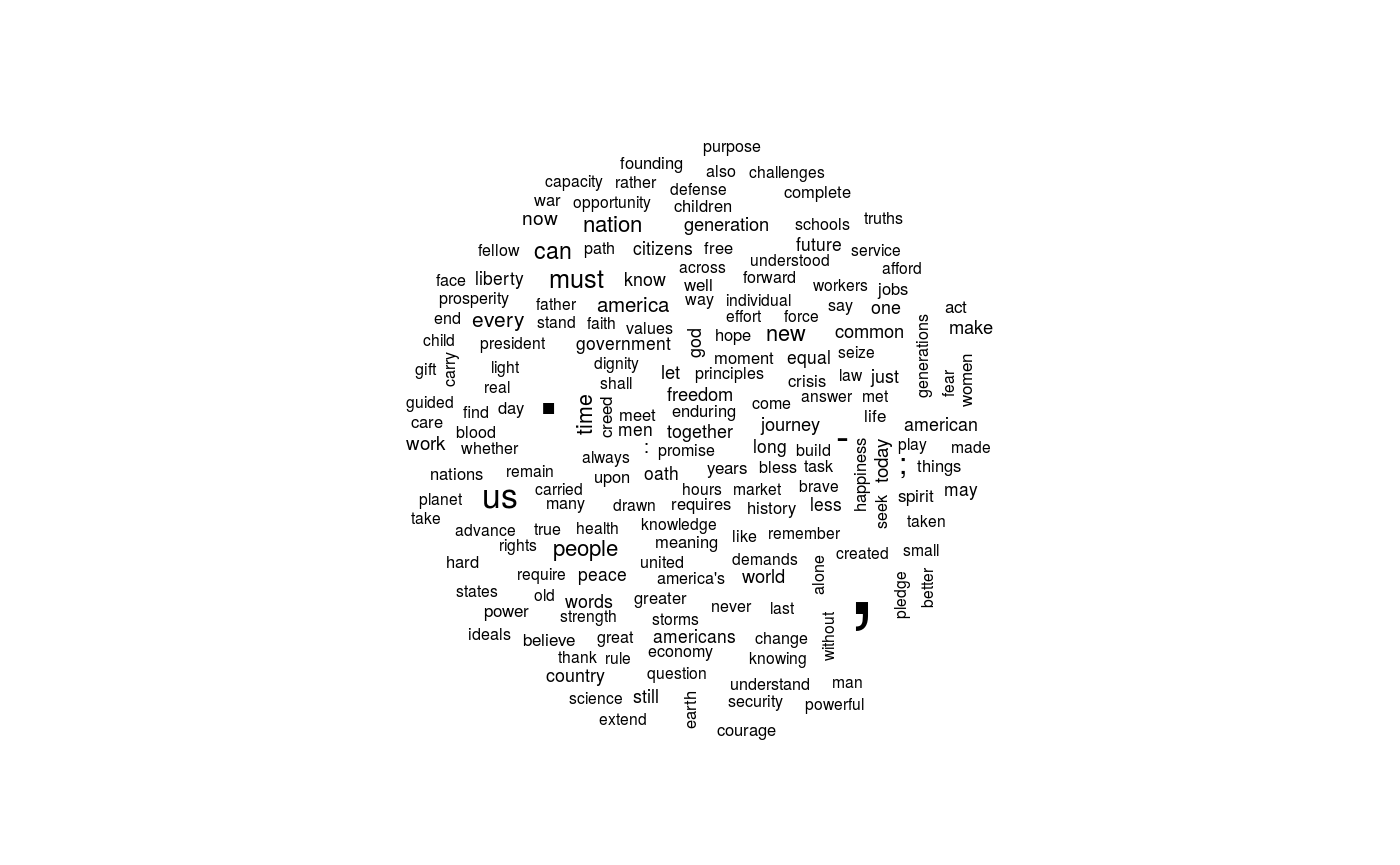 purpose
founding also challenges
capacity rather defense complete
war opportunity children
now nation generation schools truths
fellow can path citizens free future service
understood
face liberty must know across well forward workers afford jobs
prosperity father america way individual say one act
end every stand faith values god hope effort force new common make
child president government moment equal seize generations
gift carry light dignity let principles crisis law just fear women
real shall freedom come answer met
guided find day . time creed meet enduring life
care blood men together journey american
work whether : promise long build - play made
always happiness today ; things
nations remain upon oath years bless task
planet us carried many drawn hours requires market history brave less seek spirit may
take advance true health knowledge like remember taken
rights people meaning created small
hard united demands alone
require peace america's world pledge better
states old words greater never last ,
power strength storms without
ideals believe great americans change
thank rule economy knowing
country question understand man
science still earth security powerful
extend courage